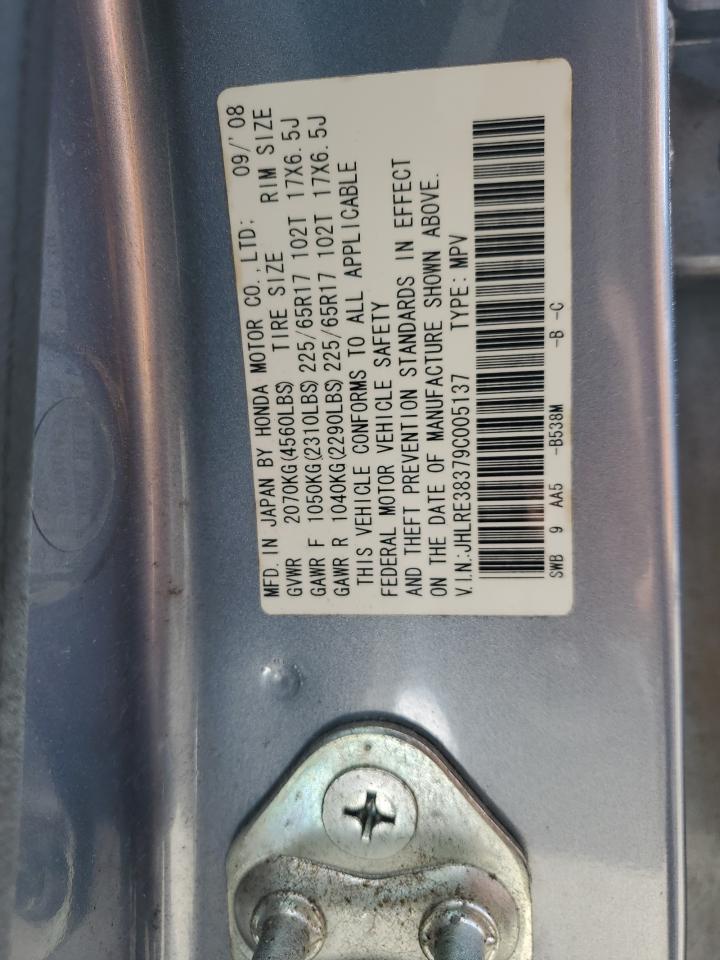 MFD. IN JAPAN BY HONDA MOTOR CO., LTD; 09/'08
GVWR 2070KG(4560LBS) TIRE SIZE RIM SIZE
GAWR F 1050KG(2310LBS) 225/65R17 102T 17X6.5J
GAWR R 1040KG(2290LBS) 225/65R17 102T 17X6.5J
THIS VEHICLE CONFORMS TO ALL APPLICABLE
FEDERAL MOTOR VEHICLE SAFETY
AND THEFT PREVENTION STANDARDS IN EFFECT
ON THE DATE OF MANUFACTURE SHOWN ABOVE.
V.I.N.:JHLRE38379C005137 TYPE: MPV
SWB 9 AA5 -B538M -B -C